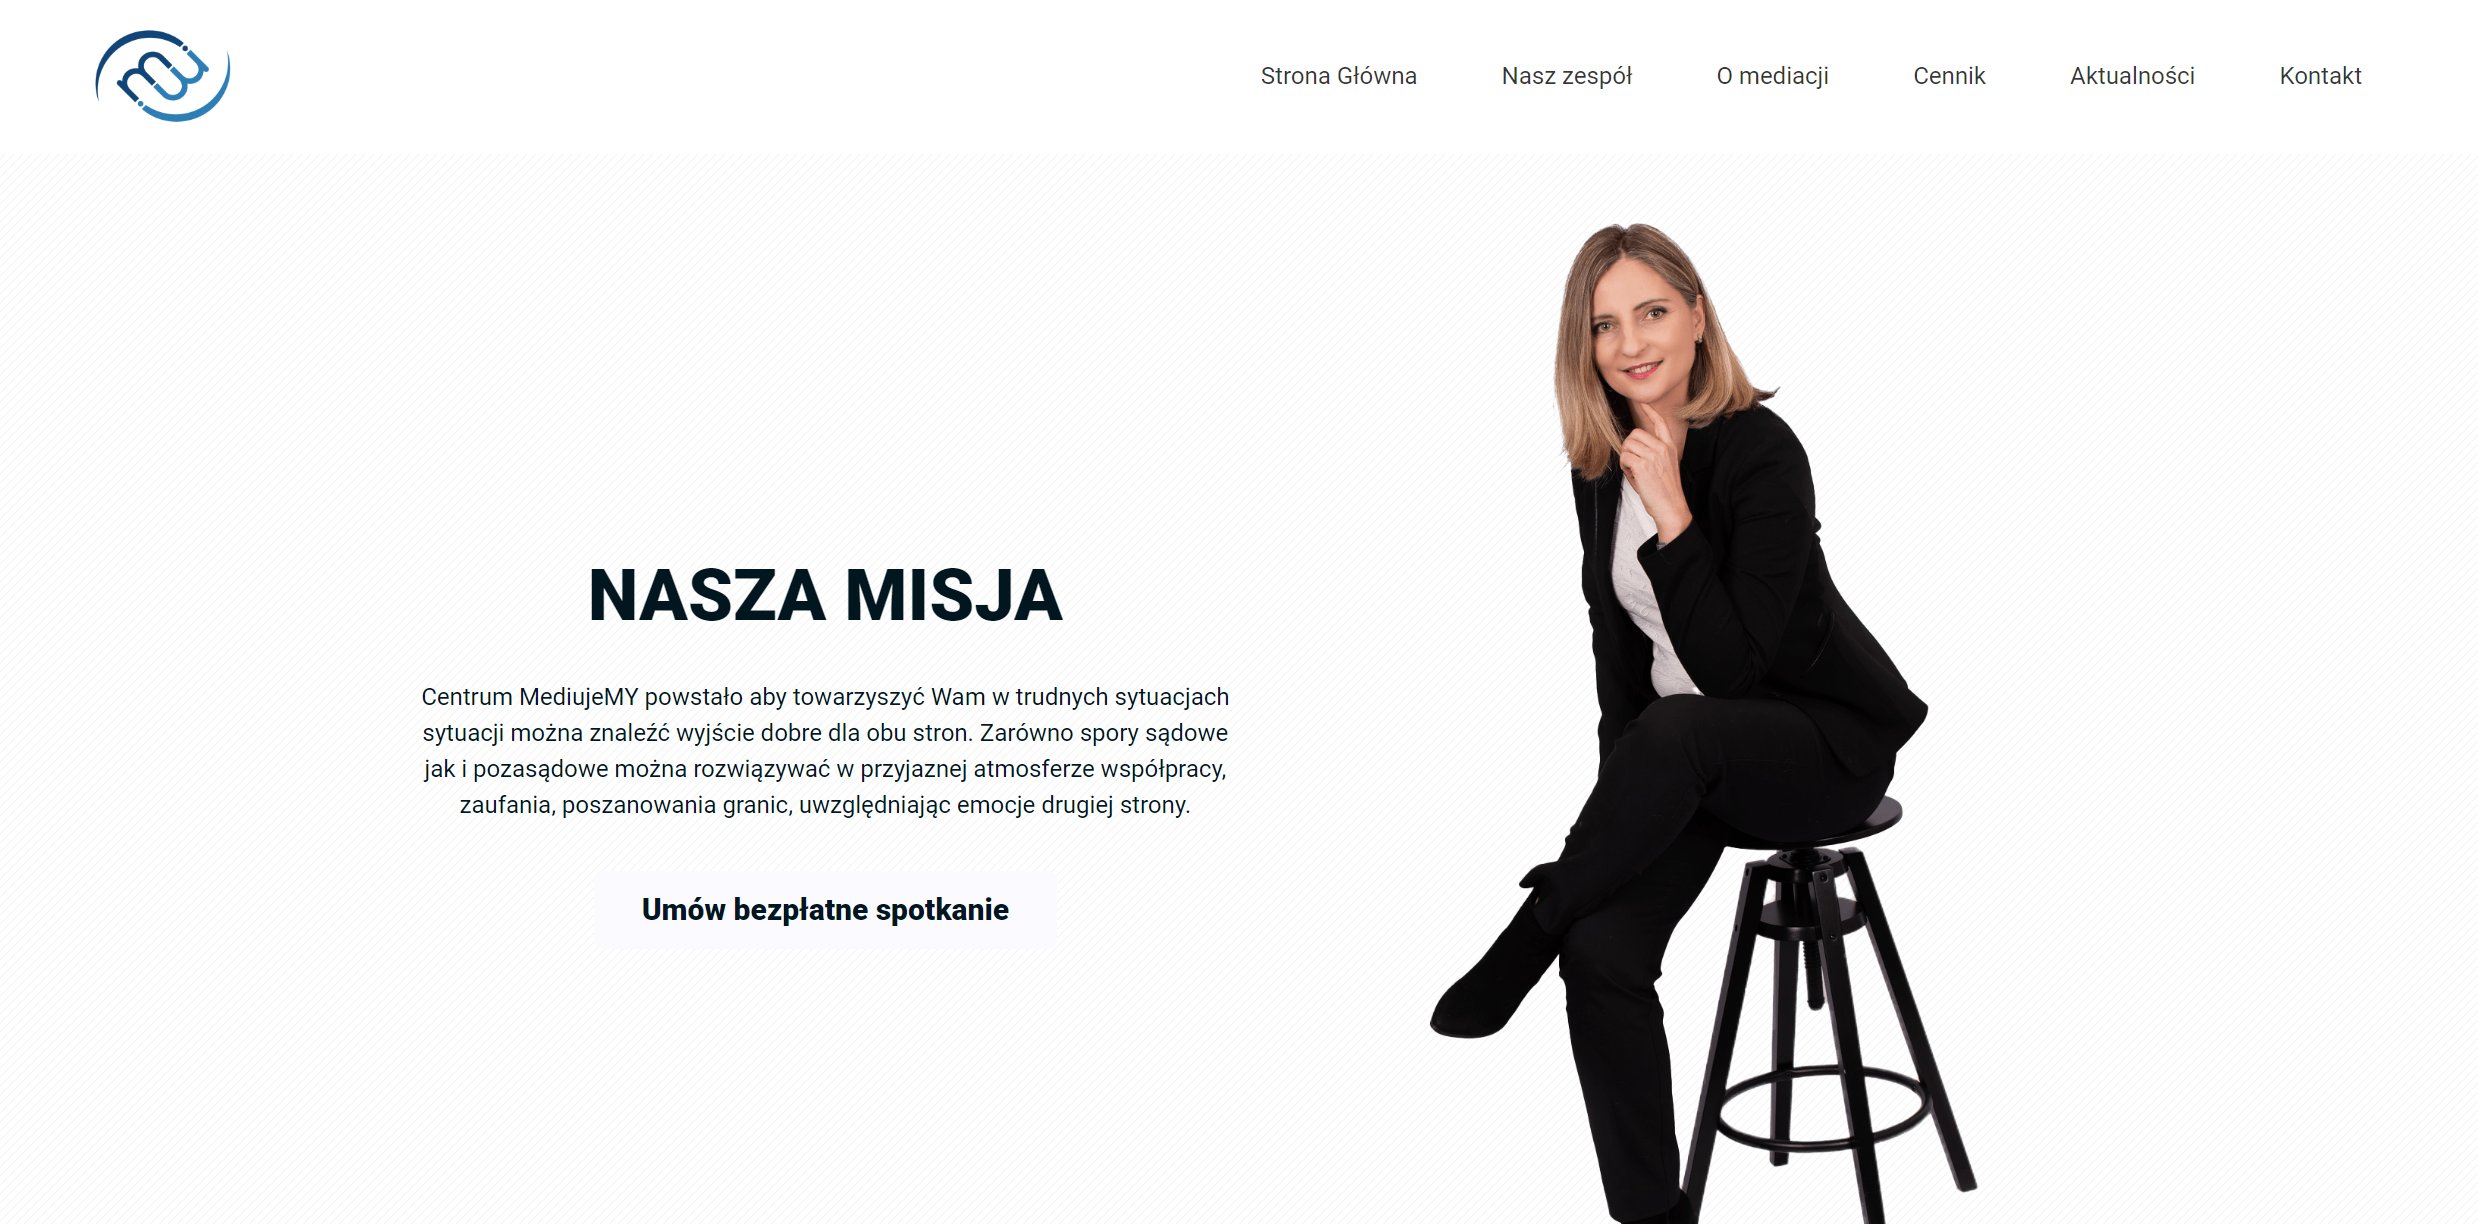 Strona Główna
Nasz zespół
O mediacji
Cennik
Aktualności
Kontakt
NASZA MISJA
Centrum MediujeMY powstało aby towarzyszyć Wam w trudnych sytuacjach
sytuacji można znaleźć wyjście dobre dla obu stron. Zarówno spory sądowe
jak i pozasądowe można rozwiązywać w przyjaznej atmosferze współpracy,
zaufania, poszanowania granic, uwzględniając emocje drugiej strony.
Umów bezpłatne spotkanie